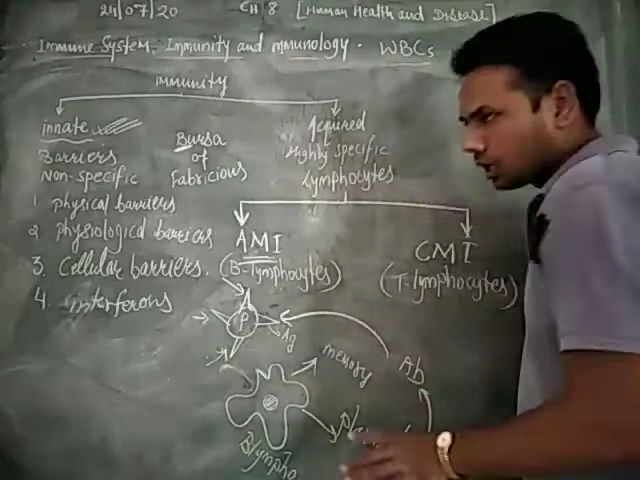 24/07/20 CH 8 [Human Health and Disease]
Immune System, Immunity and mmunology - WBCs
mmunity
innate
Barriers
Non-specific
1 physical barriers
2 physiological barriers
3. Cellular barriers.
4. interferons
Bursa
of
Fabricious
Acquired
Highly specific
Lymphocytes
AMI
(B-lymphocytes)
CMI
(T-lymphocytes)
P
Ag
Ab
memory
B/lympho